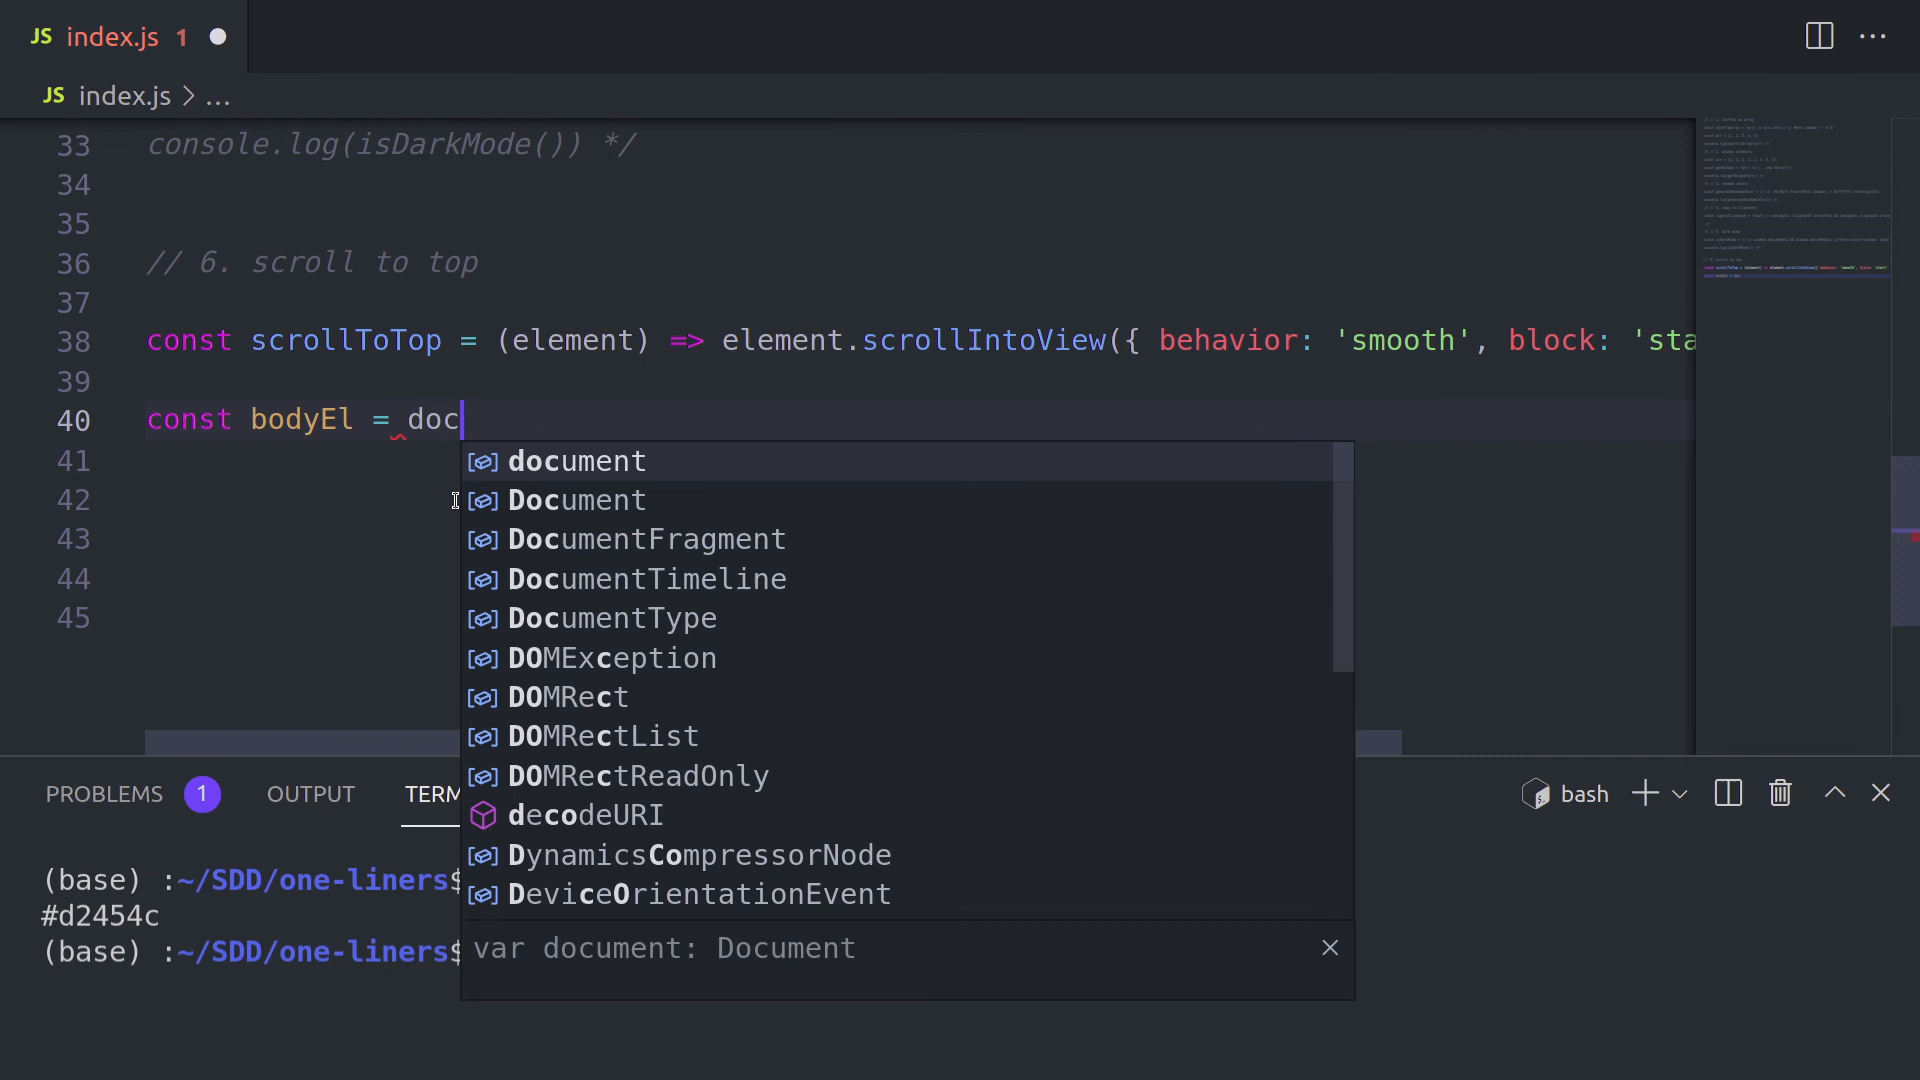 JS index.js 1
JS index.js > ...
33 console.log(isDarkMode()) */
34
35
36 // 6. scroll to top
37
38 const scrollToTop = (element) => element.scrollIntoView({ behavior: 'smooth', block: 'sta
39
40 const bodyEl = doc
41
42
43
44
45
document
Document
DocumentFragment
DocumentTimeline
DocumentType
DOMException
DOMRect
DOMRectList
DOMRectReadOnly
decodeURI
DynamicsCompressorNode
DeviceOrientationEvent
var document: Document
PROBLEMS 1 OUTPUT TERM
bash
(base) :~/SDD/one-liners$
#d2454c
(base) :~/SDD/one-liners$